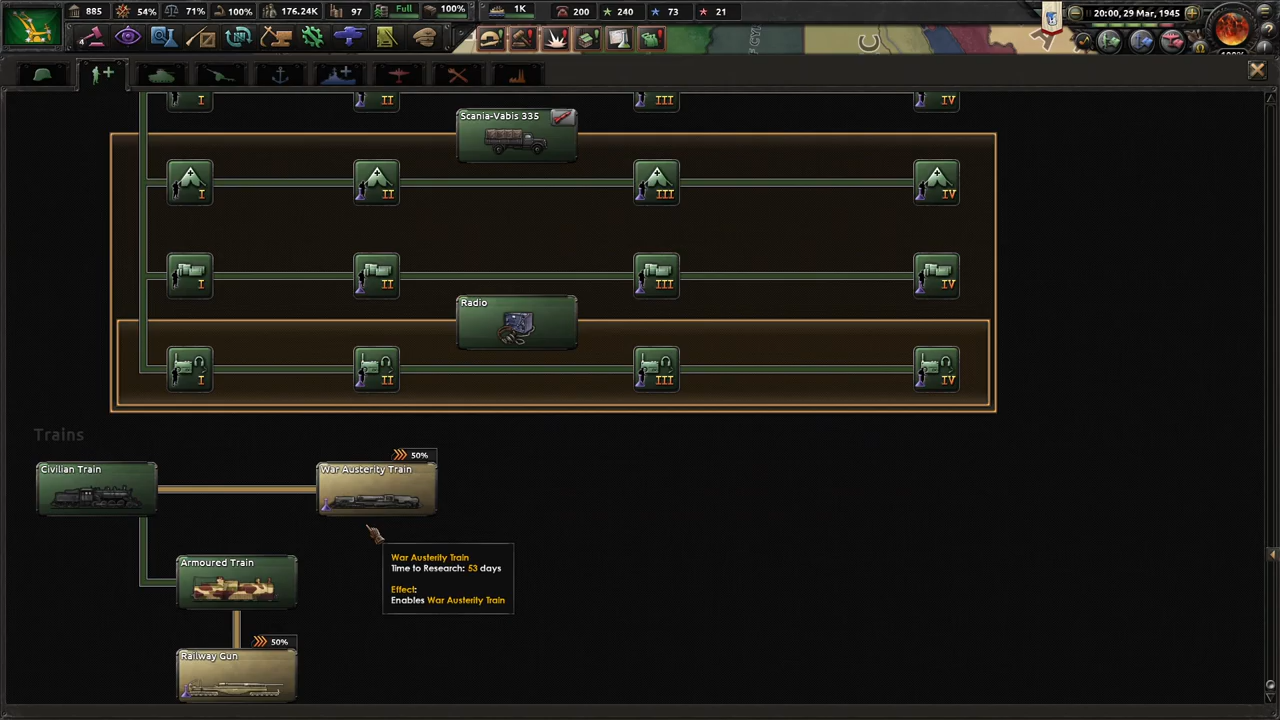 885 54% 71% 100% 176.24K 97 Full 100% 1K 200 240 73 21 20:00, 29 Mar, 1945
4
100%
I II III IV
Scania-Vabis 335
I II III IV
I II III IV
Radio
I II III IV
Trains
50%
Civilian Train War Austerity Train
War Austerity Train
Armoured Train Time to Research: 53 days
Effect:
Enables War Austerity Train
50%
Railway Gun